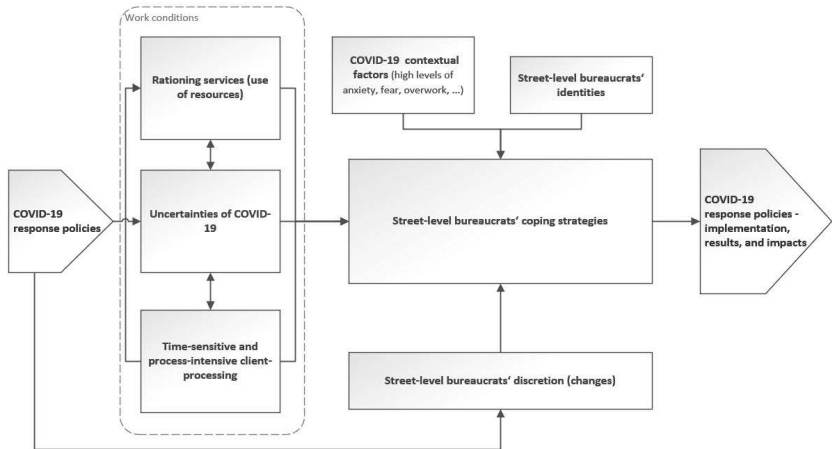 Work conditions
Rationing services (use
of resources)
COVID-19 contextual
factors (high levels of
anxiety, fear, overwork, ...)
Street-level bureaucrats‘
identities
COVID-19
response policies
Uncertainties of COVID-
19
Street-level bureaucrats‘ coping strategies
COVID-19
response policies -
implementation,
results, and impacts
Time-sensitive and
process-intensive client-
processing
Street-level bureaucrats‘ discretion (changes)